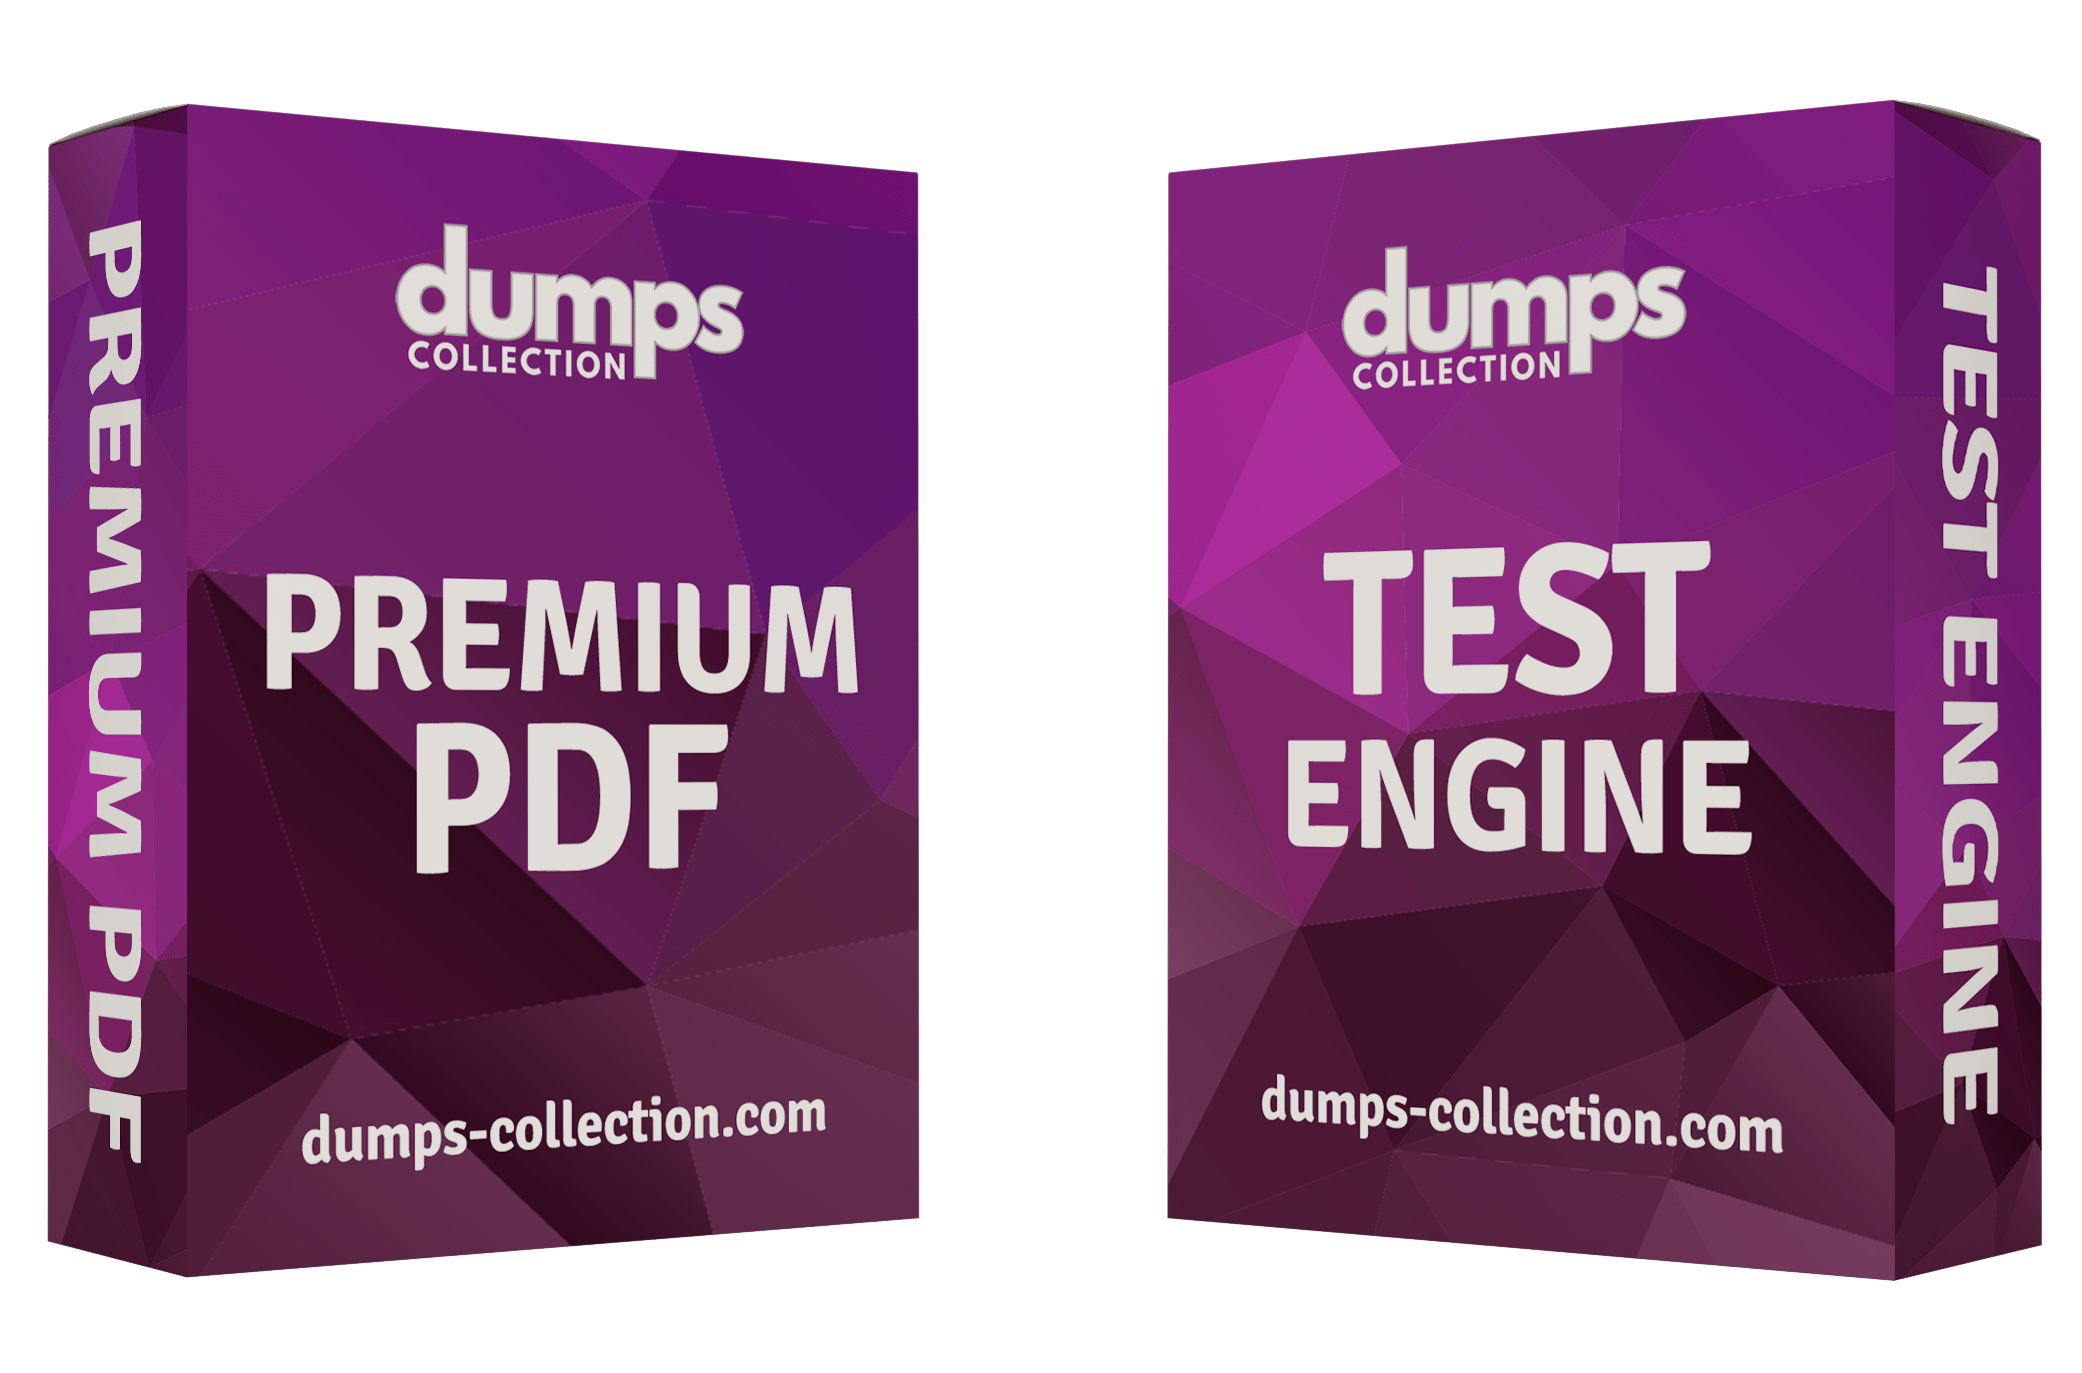 PREMIUM PDF
dumps
COLLECTION
PREMIUM
PDF
dumps-collection.com
dumps
COLLECTION
TEST
ENGINE
dumps-collection.com
TEST ENGINE